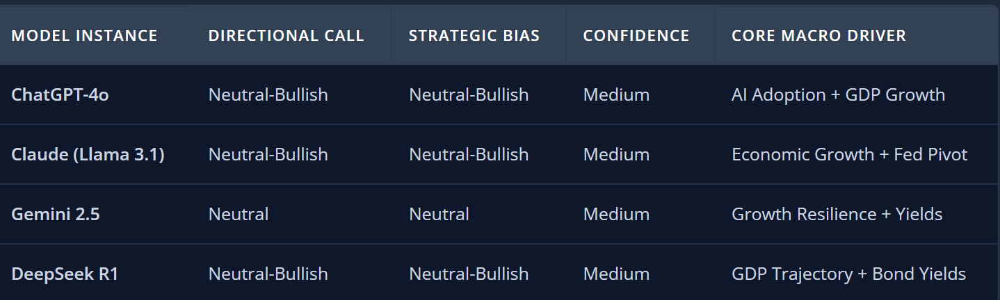 MODEL INSTANCE DIRECTIONAL CALL STRATEGIC BIAS CONFIDENCE CORE MACRO DRIVER
ChatGPT-4o Neutral-Bullish Neutral-Bullish Medium AI Adoption + GDP Growth
Claude (Llama 3.1) Neutral-Bullish Neutral-Bullish Medium Economic Growth + Fed Pivot
Gemini 2.5 Neutral Neutral Medium Growth Resilience + Yields
DeepSeek R1 Neutral-Bullish Neutral-Bullish Medium GDP Trajectory + Bond Yields